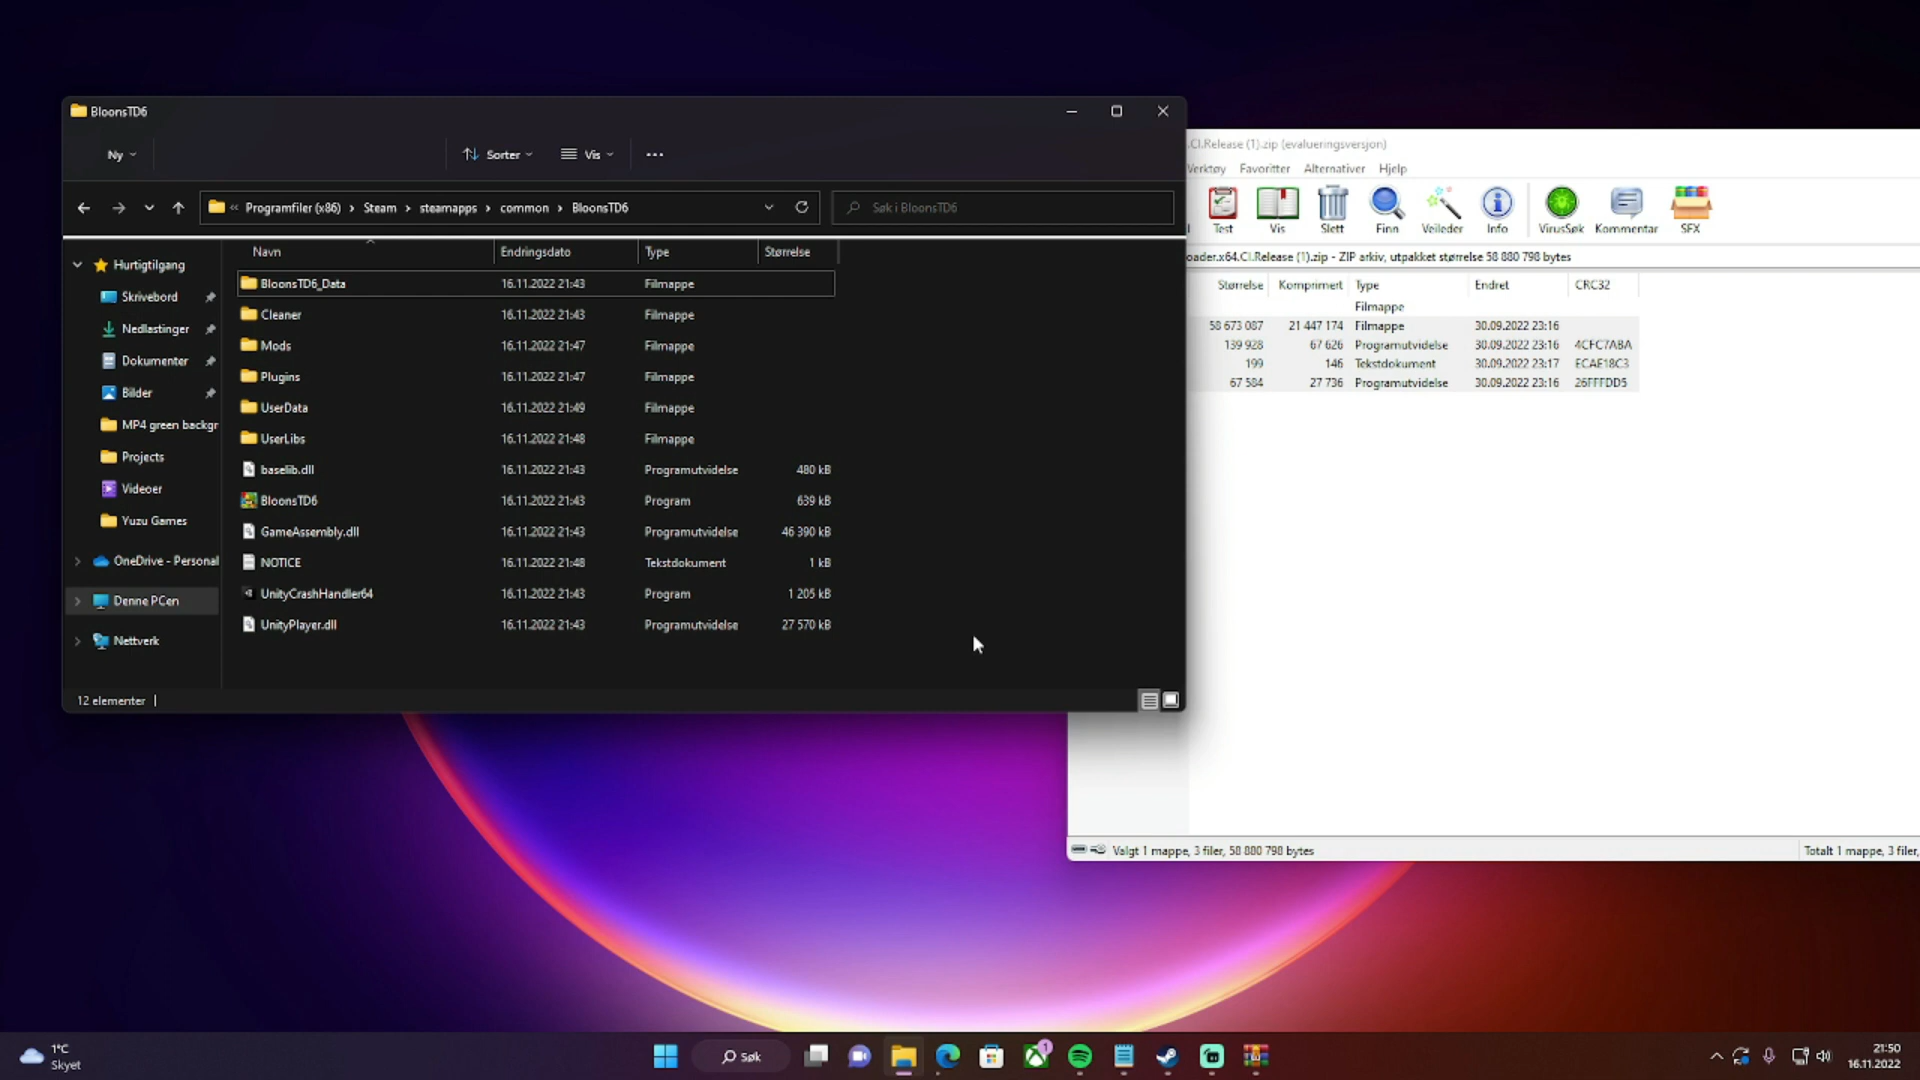 BloonsTD6
Ny
Sorter
Vis
Programfiler (x86) › Steam › steamapps › common › BloonsTD6
Søk i BloonsTD6
Navn Endringsdato Type Størrelse
BloonsTD6_Data 16.11.2022 21:43 Filmappe
Cleaner 16.11.2022 21:43 Filmappe
Mods 16.11.2022 21:47 Filmappe
Plugins 16.11.2022 21:47 Filmappe
UserData 16.11.2022 21:49 Filmappe
UserLibs 16.11.2022 21:48 Filmappe
baselib.dll 16.11.2022 21:43 Programutvidelse 480 kB
BloonsTD6 16.11.2022 21:43 Program 639 kB
GameAssembly.dll 16.11.2022 21:43 Programutvidelse 46 390 kB
NOTICE 16.11.2022 21:48 Tekstdokument 1 kB
UnityCrashHandler64 16.11.2022 21:43 Program 1 205 kB
UnityPlayer.dll 16.11.2022 21:43 Programutvidelse 27 570 kB
Hurtigtilgang
Skrivebord
Nedlastinger
Dokumenter
Bilder
MP4 green backgr
Projects
Videoer
Yuzu Games
OneDrive - Personal
Denne PCen
Nettverk
12 elementer
.CI.Release (1).zip (evalueringsversjon)
Verktøy Favoritter Alternativer Hjelp
Test Vis Slett Finn Veileder Info VirusSøk Kommentar SFX
oader.x64.CI.Release (1).zip - ZIP arkiv, utpakket størrelse 58 880 798 bytes
Størrelse Komprimert Type Endret CRC32
Filmappe
58 673 087 21 447 174 Filmappe 30.09.2022 23:16
139 928 67 626 Programutvidelse 30.09.2022 23:16 4CFC7ABA
199 146 Tekstdokument 30.09.2022 23:17 ECAE18C3
67 584 27 736 Programutvidelse 30.09.2022 23:16 26FFFDD5
Valgt 1 mappe, 3 filer, 58 880 798 bytes
Totalt 1 mappe, 3 filer,
1°C
Skyet
Søk
1
21:50
16.11.2022